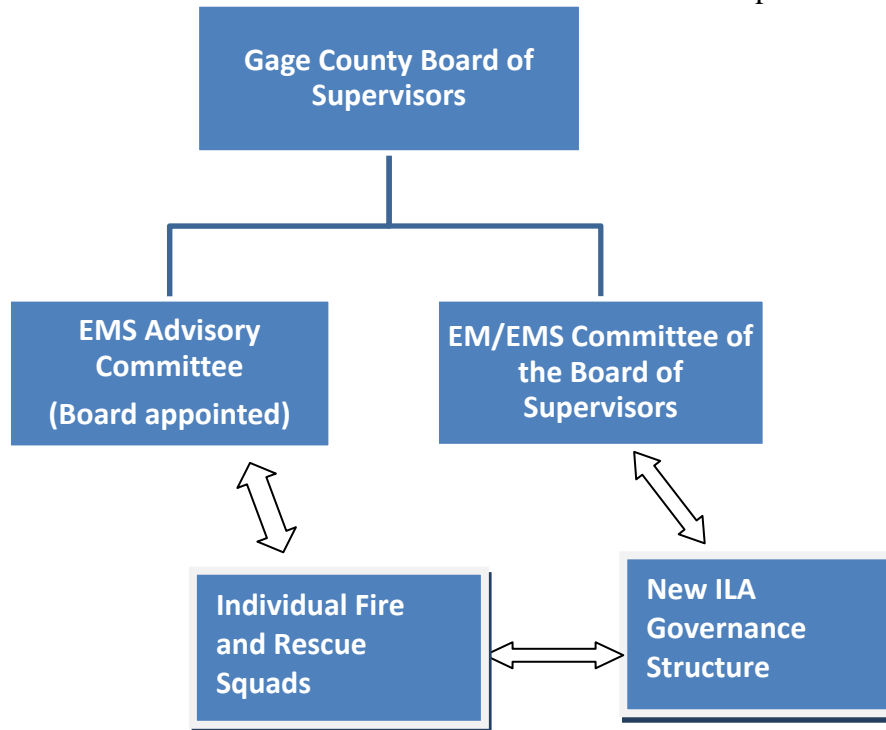 Gage County Board of
Supervisors
EMS Advisory
Committee
(Board appointed)
EM/EMS Committee of
the Board of
Supervisors
Individual Fire
and Rescue
Squads
New ILA
Governance
Structure